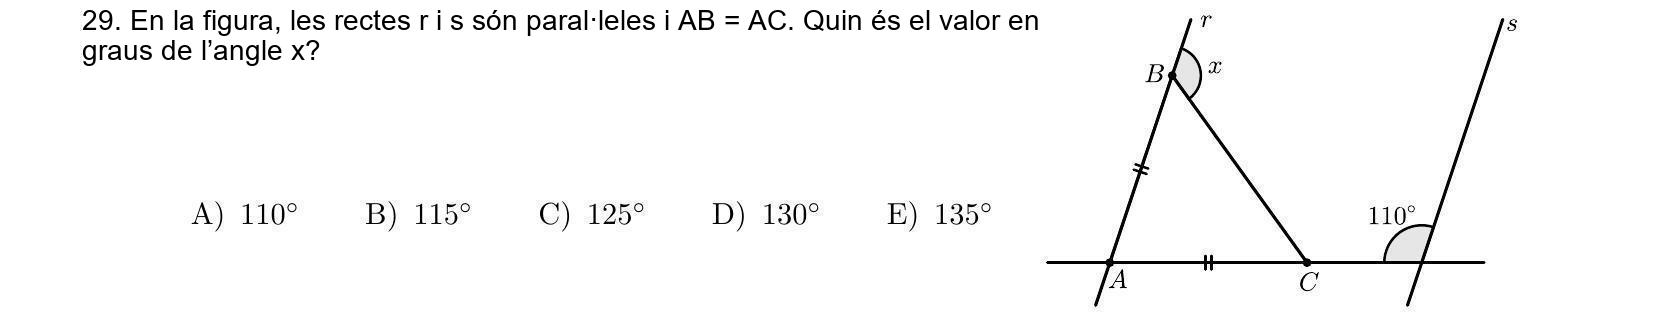 29. En la figura, les rectes r i s són paral·leles i AB = AC. Quin és el valor en
graus de l’angle x?
A) 110° B) 115° C) 125° D) 130° E) 135°
r
s
B
x
110°
A
C